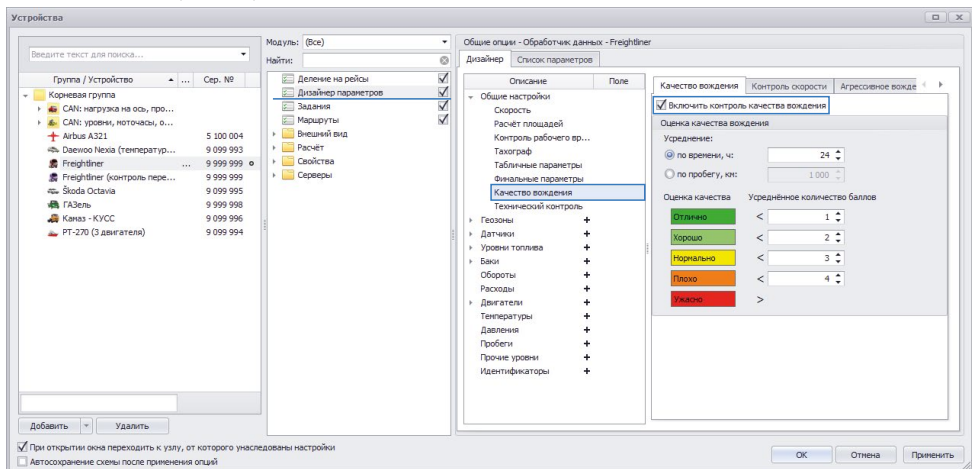 Устройства
Введите текст для поиска...
Группа / Устройство ... Сер. №
Корневая группа
CAN: нагрузка на ось, про...
CAN: уровни, моточасы, о...
Airbus A321 5 100 004
Daewoo Nexia (температур... 9 099 993
Freightliner ... 9 999 999
Freightliner (контроль пере... 9 999 999
Škoda Octavia 9 099 995
ГАЗель 9 999 998
Камаз - КУСС 9 099 996
РТ-270 (3 двигателя) 9 099 994
Добавить Удалить
При открытии окна переходить к узлу, от которого унаследованы настройки
Автосохранение схемы после применения опций
Модуль: (Все)
Найти:
Деление на рейсы
Дизайнер параметров
Задания
Маршруты
Внешний вид
Расчёт
Свойства
Серверы
Общие опции - Обработчик данных - Freightliner
Дизайнер Список параметров
Описание Поле
Общие настройки
Скорость
Расчёт площадей
Контроль рабочего вр...
Тахограф
Табличные параметры
Финальные параметры
Качество вождения
Технический контроль
Геозоны +
Датчики +
Уровни топлива +
Баки +
Обороты +
Расходы +
Двигатели +
Температуры +
Давления +
Пробеги +
Прочие уровни +
Идентификаторы +
Качество вождения Контроль скорости Агрессивное вожде
Включить контроль качества вождения
Оценка качества вождения
Усреднение:
по времени, ч: 24
по пробегу, км: 1 000
Оценка качества Усреднённое количество баллов
Отлично < 1
Хорошо < 2
Нормально < 3
Плохо < 4
Ужасно >
ОК Отмена Применить